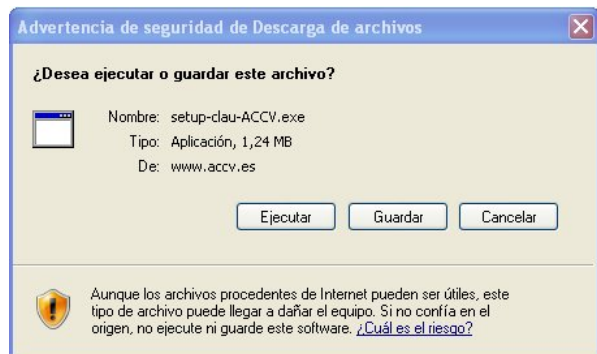 Advertencia de seguridad de Descarga de archivos
¿Desea ejecutar o guardar este archivo?
Nombre: setup-clau-ACCV.exe
Tipo: Aplicación, 1,24 MB
De: www.accv.es
Ejecutar Guardar Cancelar
Aunque los archivos procedentes de Internet pueden ser útiles, este
tipo de archivo puede llegar a dañar el equipo. Si no confía en el
origen, no ejecute ni guarde este software. ¿Cuál es el riesgo?